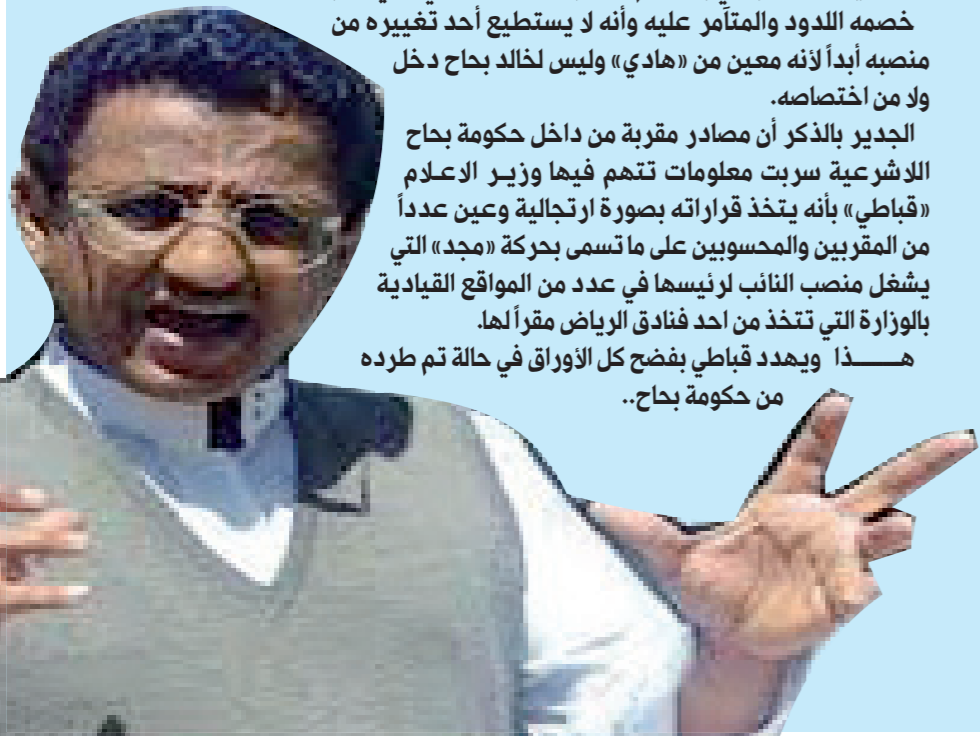 خصمه اللدود والمتآمر عليه وأنه لا يستطيع أحد تغييره من
منصبه أبداً لأنه معين من «هادي» وليس لخالد بحاح دخل
ولا من اختصاصه.
الجدير بالذكر أن مصادر مقربة من داخل حكومة بحاح
اللاشرعية سربت معلومات تتهم فيها وزيـر الاعـلام
«قباطي» بأنه يتخذ قراراته بصورة ارتجالية وعين عدداً
من المقربين والمحسوبين على ما تسمى بحركة «مجد» التي
يشغل منصب النائب لرئيسها في عدد من المواقع القيادية
بالوزارة التي تتخذ من احد فنادق الرياض مقراً لها.
هـــــذا ويهدد قباطي بفضح كل الأوراق في حالة تم طرده
من حكومة بحاح..